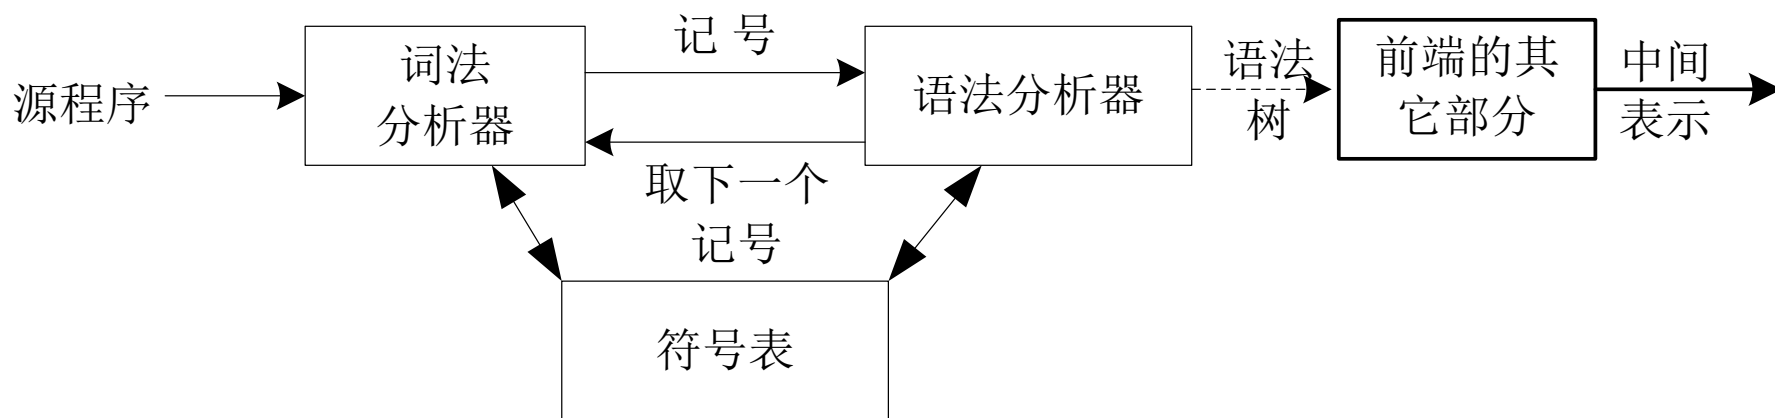 源程序
词法
分析器
记 号
取下一个
记号
语法分析器
语法
树
前端的其
它部分
中间
表示
符号表